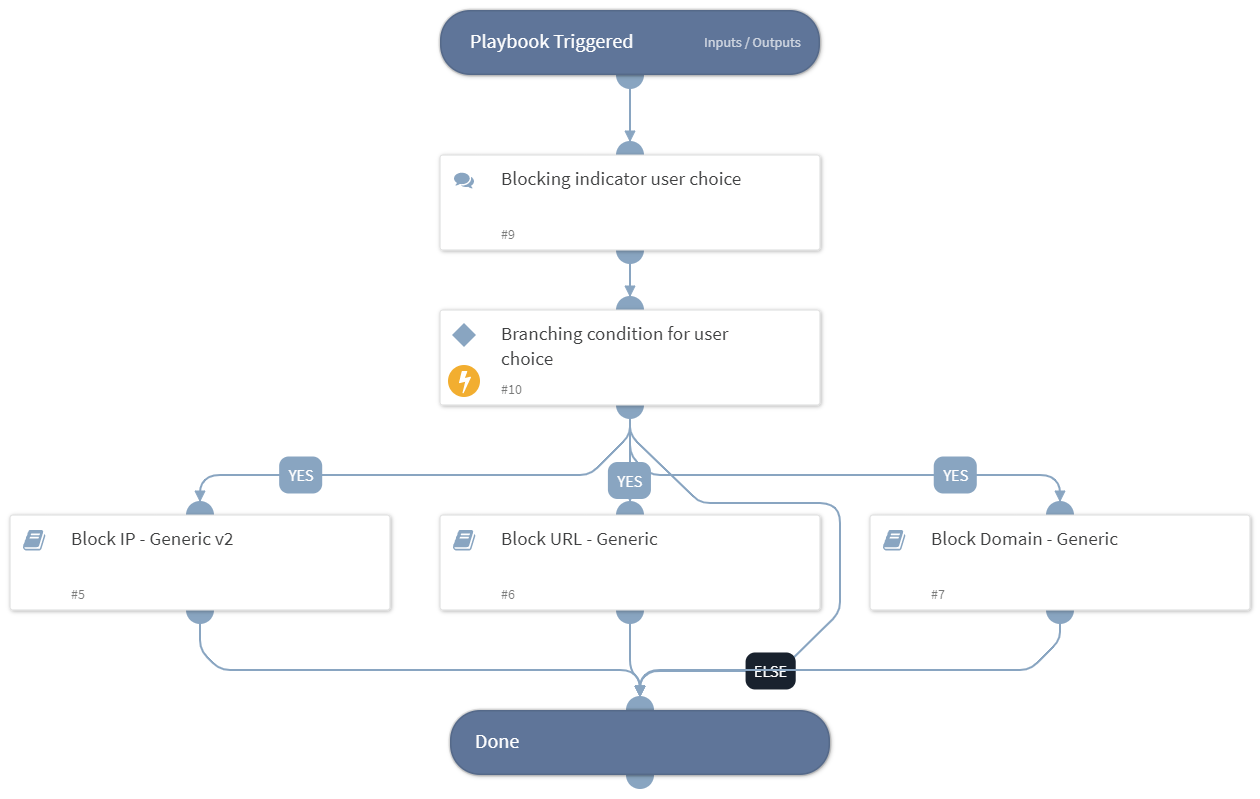 Playbook Triggered
Inputs / Outputs
Blocking indicator user choice
#9
Branching condition for user
choice
#10
YES
YES
YES
Block IP - Generic v2
#5
Block URL - Generic
#6
Block Domain - Generic
#7
ELSE
Done